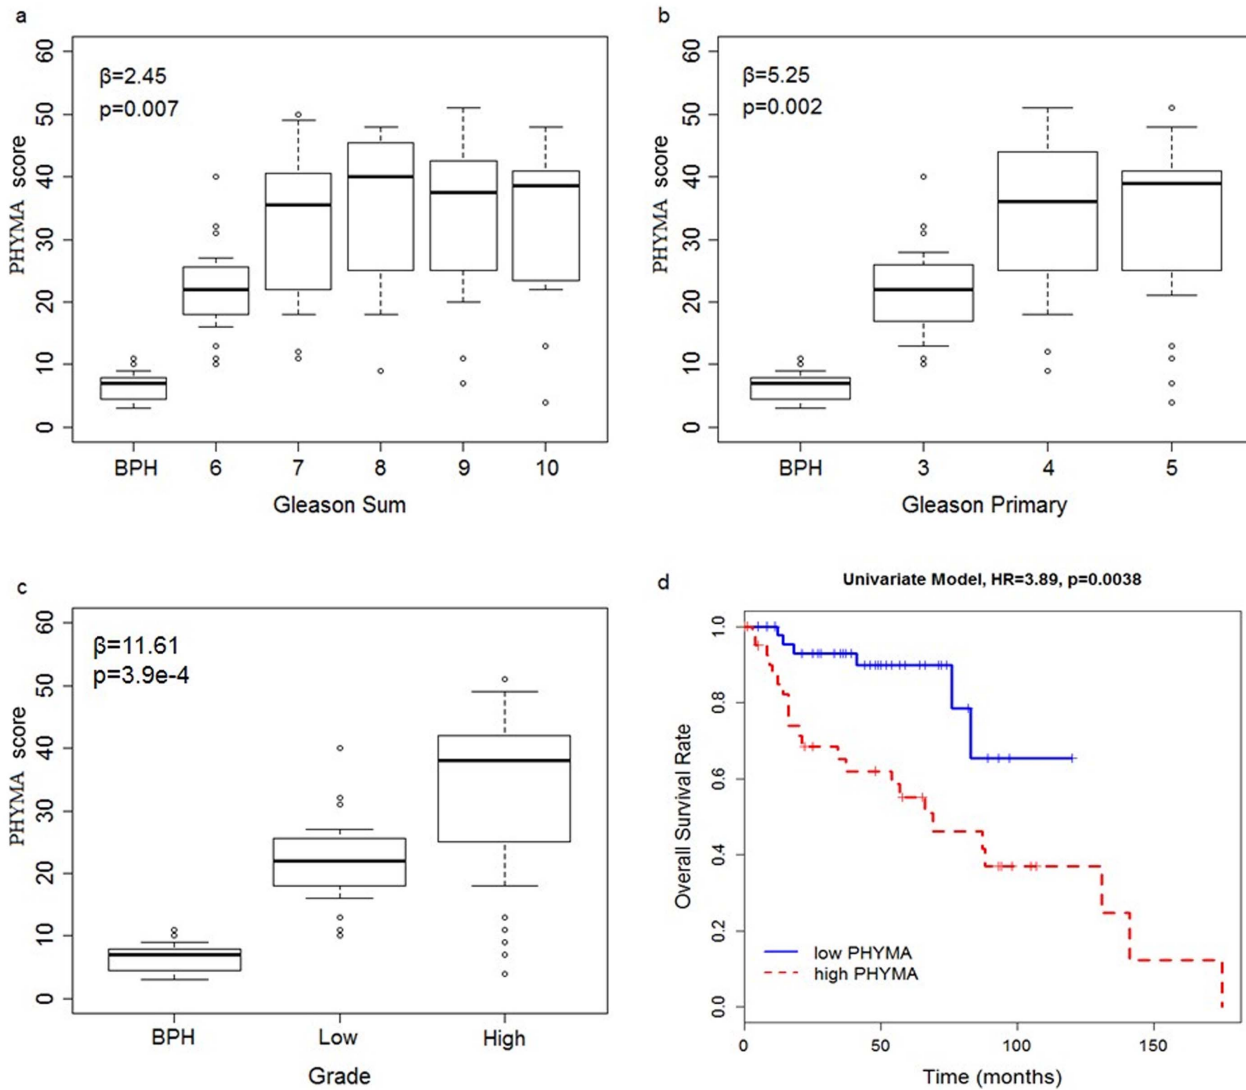 a
60
50
40
30
20
10
0
PHYMA score
β=2.45
p=0.007
BPH 6 7 8 9 10
Gleason Sum
b
60
50
40
30
20
10
0
PHYMA score
β=5.25
p=0.002
BPH 3 4 5
Gleason Primary
c
60
50
40
30
20
10
0
PHYMA score
β=11.61
p=3.9e-4
BPH Low High
Grade
d
Univariate Model, HR=3.89, p=0.0038
1.0
0.8
0.6
0.4
0.2
0.0
Overall Survival Rate
low PHYMA
high PHYMA
0 50 100 150
Time (months)